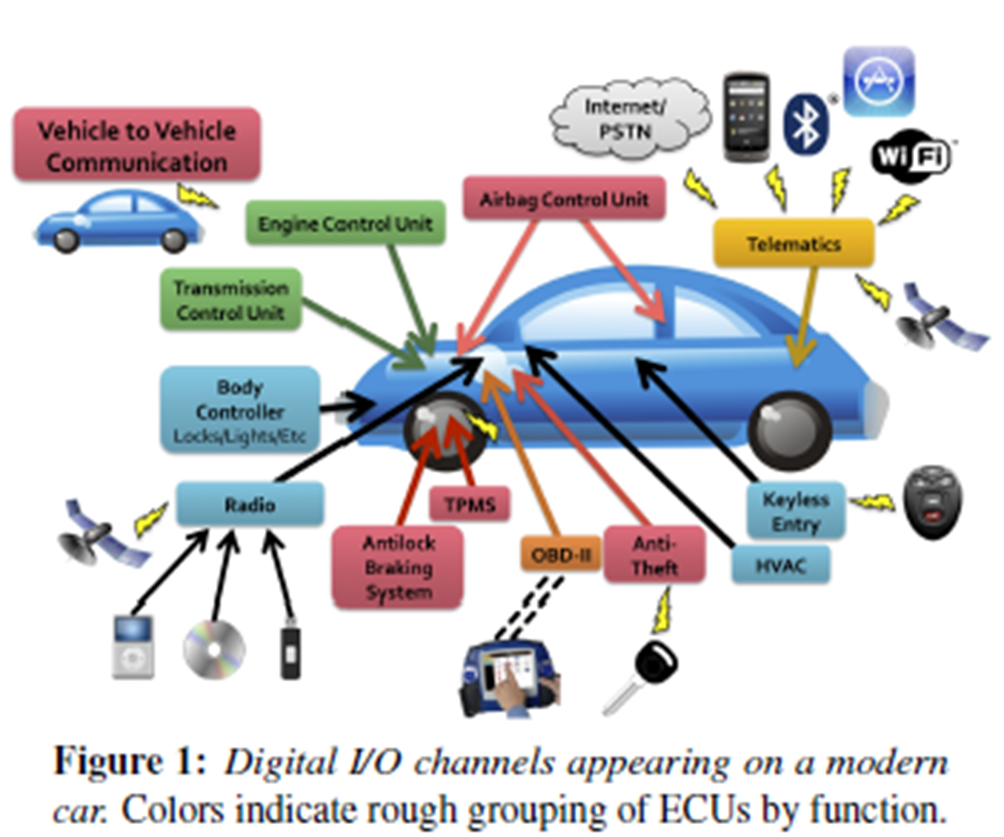 Internet/
PSTN
®
WiFi
Vehicle to Vehicle
Communication
Airbag Control Unit
Engine Control Unit
Telematics
Transmission
Control Unit
Body
Controller
Locks/Lights/Etc
Radio
TPMS
Keyless
Entry
Antilock
Braking
System
OBD-II
Anti-
Theft
HVAC
Figure 1: Digital I/O channels appearing on a modern
car. Colors indicate rough grouping of ECUs by function.